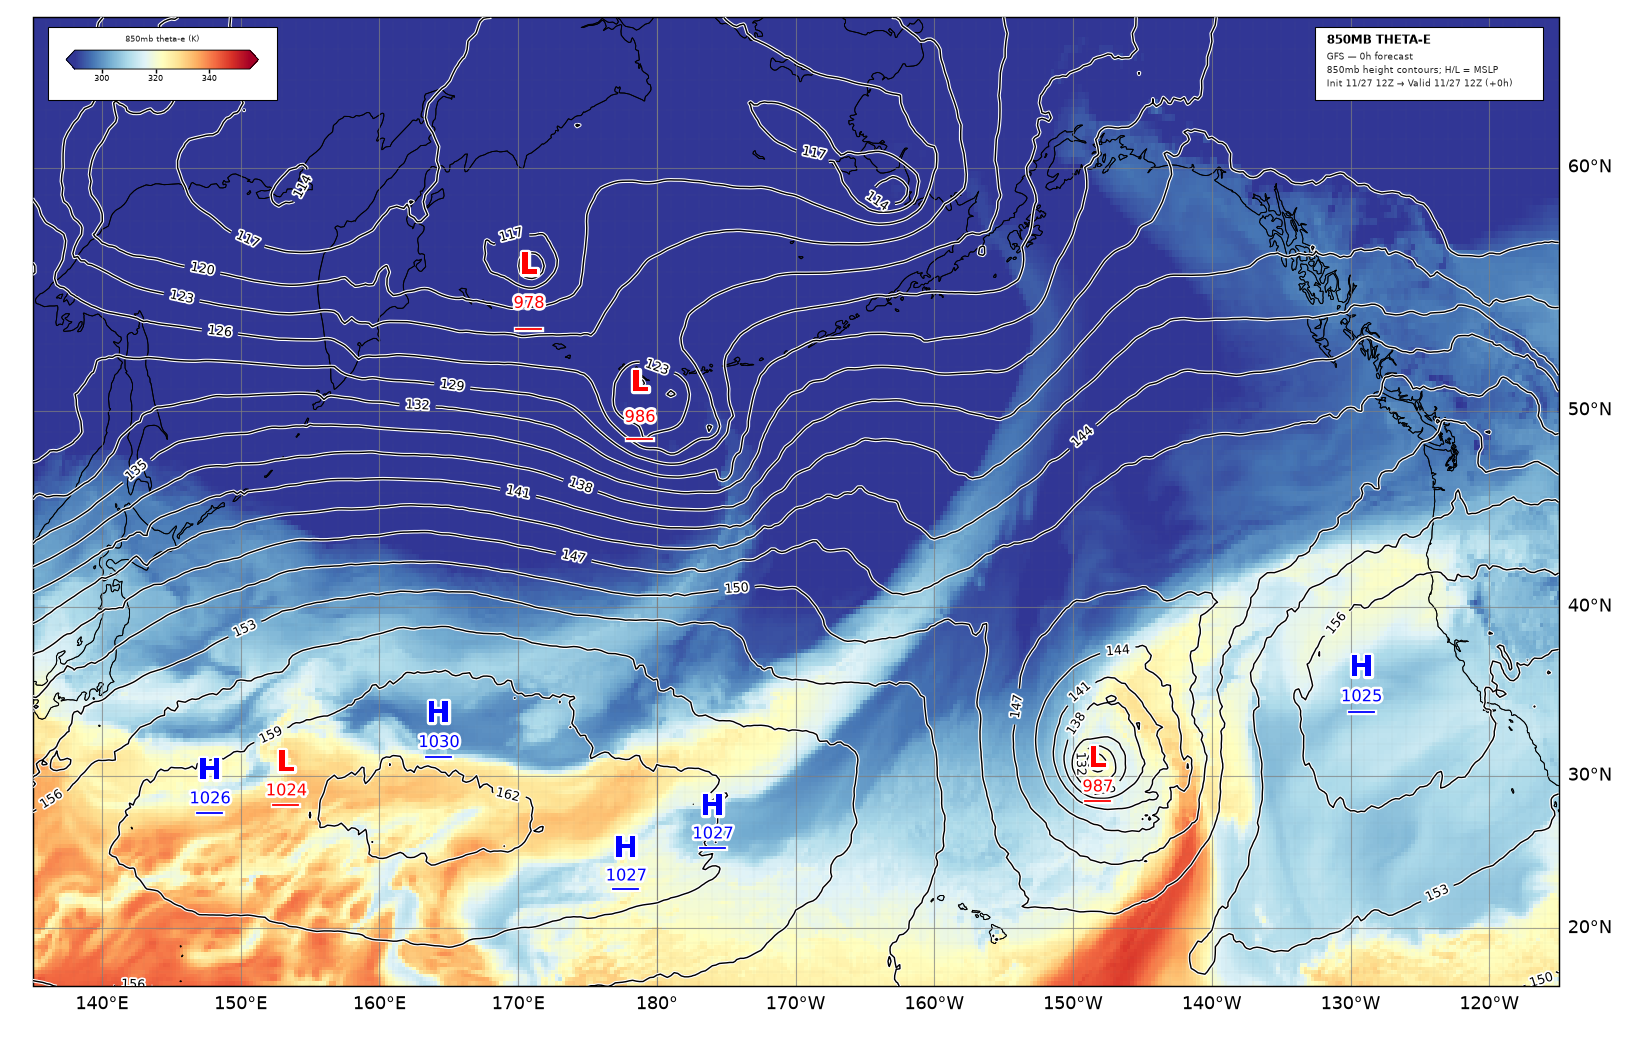 850mb theta-e (K)
300 320 340
850MB THETA-E
GFS — 0h forecast
850mb height contours; H/L = MSLP
Init 11/27 12Z → Valid 11/27 12Z (+0h)
117
114
114
117
117
120
123
126
L
978
60°N
123
L
986
129
132
50°N
144
135
138
141
147
150
40°N
153
156
144
H
1025
141
147
138
H
1030
159
L
987
132
H
1026
L
1024
30°N
156
162
H
1027
H
1027
153
20°N
156
150
140°E 150°E 160°E 170°E 180° 170°W 160°W 150°W 140°W 130°W 120°W